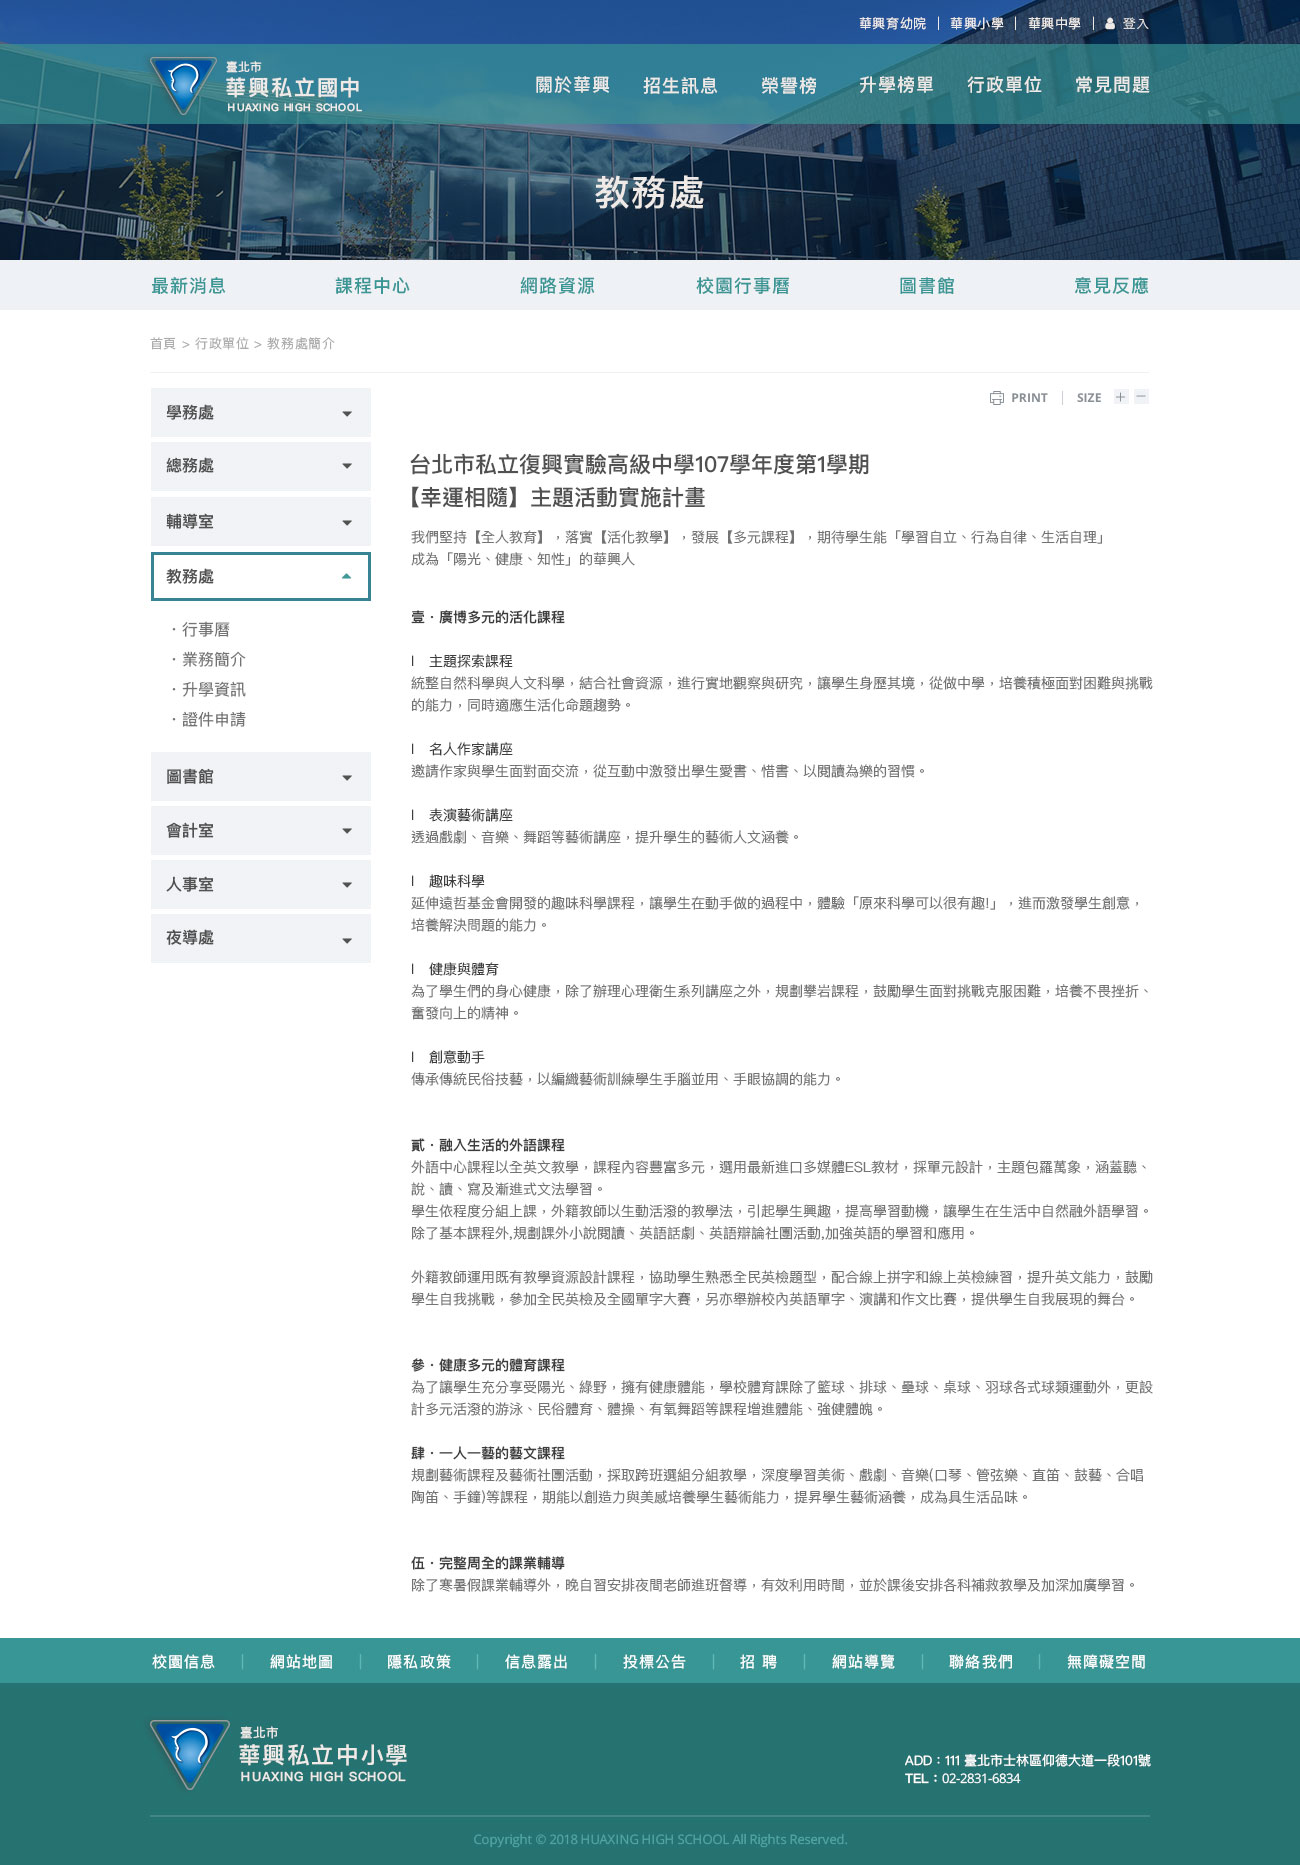 華興育幼院 | 華興小學 | 華興中學 | 登入
臺北市
華興私立國中
HUAXING HIGH SCHOOL
關於華興 招生訊息 榮譽榜 升學榜單 行政單位 常見問題
教務處
最新消息 課程中心 網路資源 校園行事曆 圖書館 意見反應
首頁 > 行政單位 > 教務處簡介
PRINT | SIZE + −
學務處
總務處
輔導室
教務處
・行事曆
・業務簡介
・升學資訊
・證件申請
圖書館
會計室
人事室
夜導處
台北市私立復興實驗高級中學107學年度第1學期
【幸運相隨】主題活動實施計畫
我們堅持【全人教育】，落實【活化教學】，發展【多元課程】，期待學生能「學習自立、行為自律、生活自理」
成為「陽光、健康、知性」的華興人
壹．廣博多元的活化課程
l 主題探索課程
統整自然科學與人文科學，結合社會資源，進行實地觀察與研究，讓學生身歷其境，從做中學，培養積極面對困難與挑戰
的能力，同時適應生活化命題趨勢。
l 名人作家講座
邀請作家與學生面對面交流，從互動中激發出學生愛書、惜書、以閱讀為樂的習慣。
l 表演藝術講座
透過戲劇、音樂、舞蹈等藝術講座，提升學生的藝術人文涵養。
l 趣味科學
延伸遠哲基金會開發的趣味科學課程，讓學生在動手做的過程中，體驗「原來科學可以很有趣!」，進而激發學生創意，
培養解決問題的能力。
l 健康與體育
為了學生們的身心健康，除了辦理心理衛生系列講座之外，規劃攀岩課程，鼓勵學生面對挑戰克服困難，培養不畏挫折、
奮發向上的精神。
l 創意動手
傳承傳統民俗技藝，以編織藝術訓練學生手腦並用、手眼協調的能力。
貳．融入生活的外語課程
外語中心課程以全英文教學，課程內容豐富多元，選用最新進口多媒體ESL教材，採單元設計，主題包羅萬象，涵蓋聽、
說、讀、寫及漸進式文法學習。
學生依程度分組上課，外籍教師以生動活潑的教學法，引起學生興趣，提高學習動機，讓學生在生活中自然融外語學習。
除了基本課程外,規劃課外小說閱讀、英語話劇、英語辯論社團活動,加強英語的學習和應用。
外籍教師運用既有教學資源設計課程，協助學生熟悉全民英檢題型，配合線上拼字和線上英檢練習，提升英文能力，鼓勵
學生自我挑戰，參加全民英檢及全國單字大賽，另亦舉辦校內英語單字、演講和作文比賽，提供學生自我展現的舞台。
參．健康多元的體育課程
為了讓學生充分享受陽光、綠野，擁有健康體能，學校體育課除了籃球、排球、壘球、桌球、羽球各式球類運動外，更設
計多元活潑的游泳、民俗體育、體操、有氧舞蹈等課程增進體能、強健體魄。
肆．一人一藝的藝文課程
規劃藝術課程及藝術社團活動，採取跨班選組分組教學，深度學習美術、戲劇、音樂(口琴、管弦樂、直笛、鼓藝、合唱
陶笛、手鐘)等課程，期能以創造力與美感培養學生藝術能力，提昇學生藝術涵養，成為具生活品味。
伍．完整周全的課業輔導
除了寒暑假課業輔導外，晚自習安排夜間老師進班督導，有效利用時間，並於課後安排各科補救教學及加深加廣學習。
校園信息 | 網站地圖 | 隱私政策 | 信息露出 | 投標公告 | 招 聘 | 網站導覽 | 聯絡我們 | 無障礙空間
臺北市
華興私立中小學
HUAXING HIGH SCHOOL
ADD：111 臺北市士林區仰德大道一段101號
TEL：02-2831-6834
Copyright © 2018 HUAXING HIGH SCHOOL All Rights Reserved.